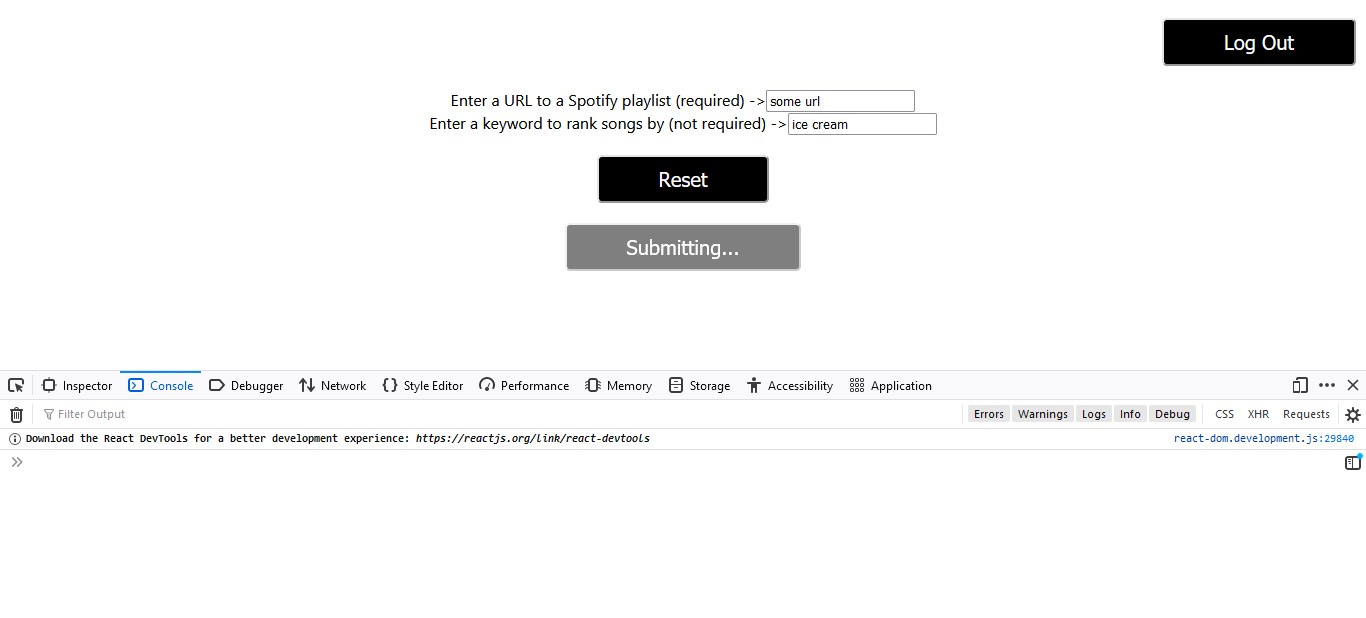 Log Out
Enter a URL to a Spotify playlist (required) -> some url
Enter a keyword to rank songs by (not required) -> ice cream
Reset
Submitting...
Inspector Console Debugger Network Style Editor Performance Memory Storage Accessibility Application
Filter Output Errors Warnings Logs Info Debug CSS XHR Requests
Download the React DevTools for a better development experience: https://reactjs.org/link/react-devtools react-dom.development.js:29840